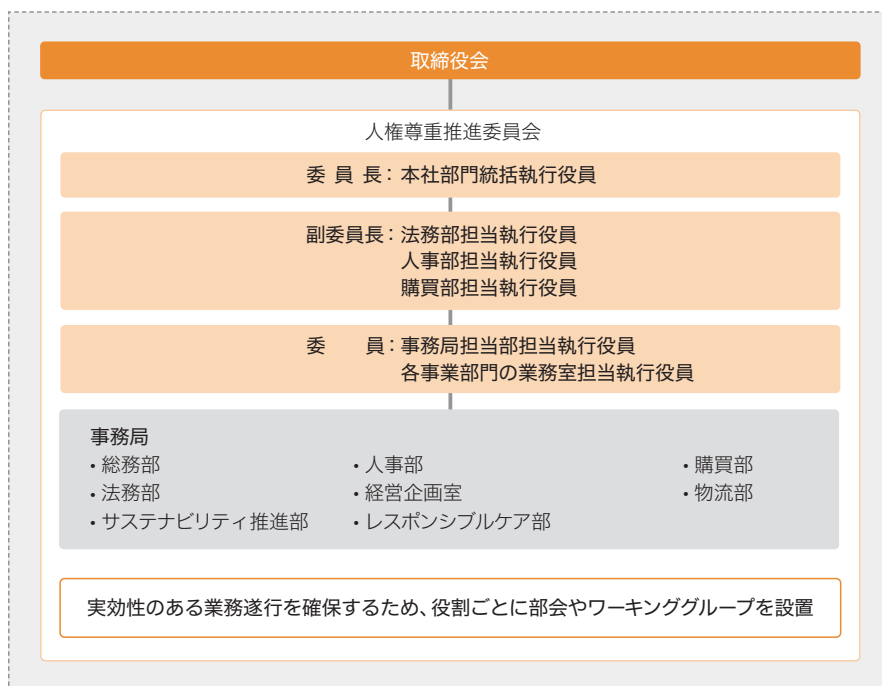 取締役会
人権尊重推進委員会
委 員 長：本社部門統括執行役員
副委員長：法務部担当執行役員
人事部担当執行役員
購買部担当執行役員
委　　員：事務局担当部担当執行役員
各事業部門の業務室担当執行役員
事務局
・総務部 ・人事部 ・購買部
・法務部 ・経営企画室 ・物流部
・サステナビリティ推進部 ・レスポンシブルケア部
実効性のある業務遂行を確保するため、役割ごとに部会やワーキンググループを設置